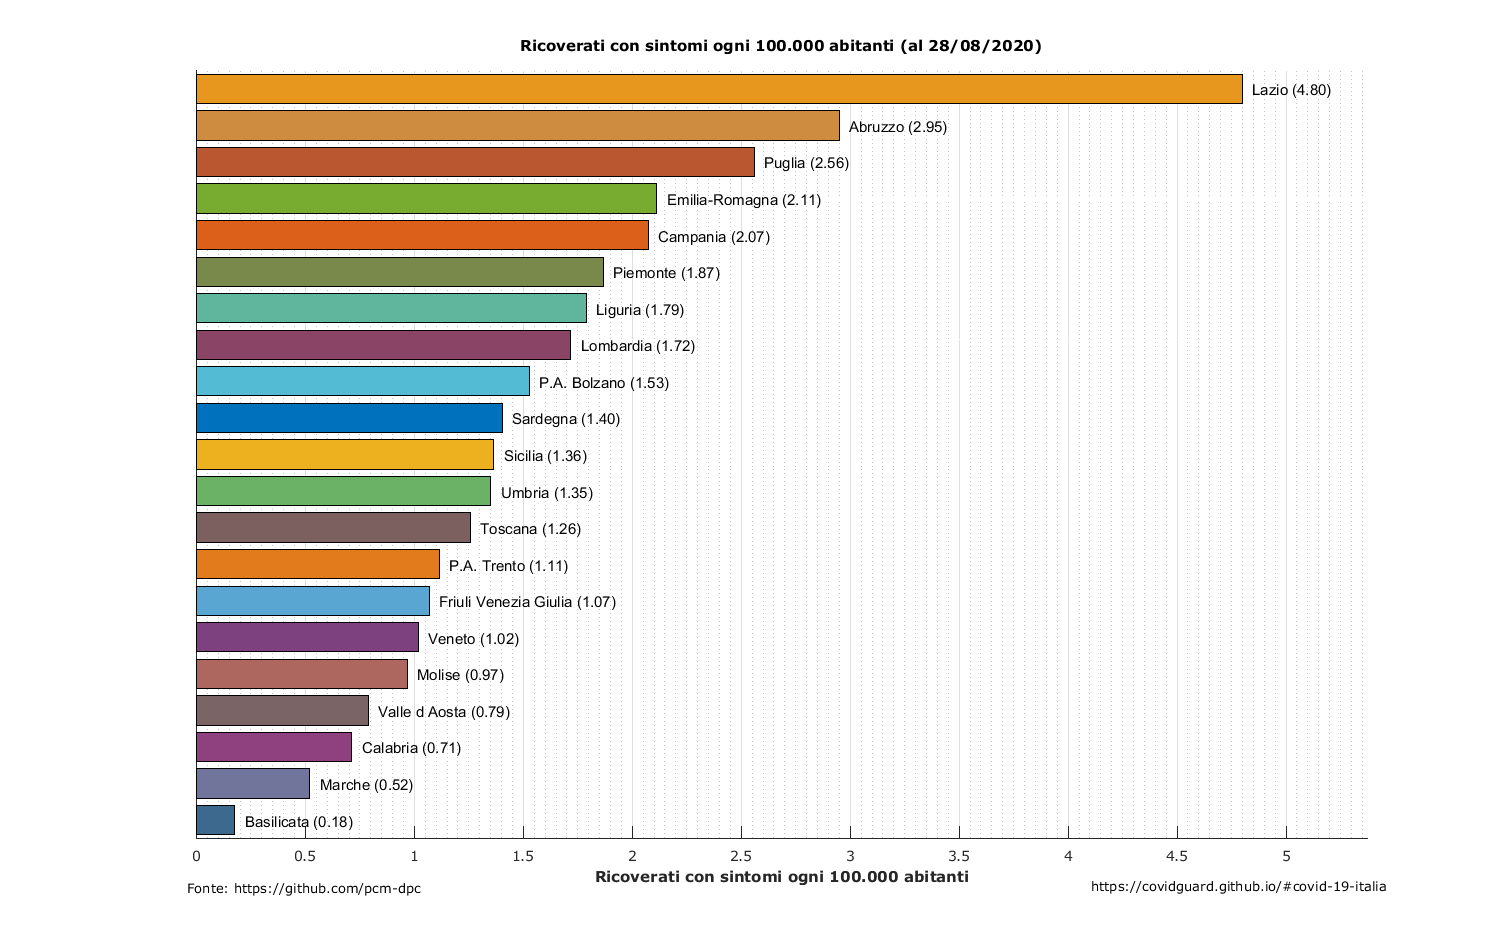 Ricoverati con sintomi ogni 100.000 abitanti (al 28/08/2020)
Lazio (4.80)
Abruzzo (2.95)
Puglia (2.56)
Emilia-Romagna (2.11)
Campania (2.07)
Piemonte (1.87)
Liguria (1.79)
Lombardia (1.72)
P.A. Bolzano (1.53)
Sardegna (1.40)
Sicilia (1.36)
Umbria (1.35)
Toscana (1.26)
P.A. Trento (1.11)
Friuli Venezia Giulia (1.07)
Veneto (1.02)
Molise (0.97)
Valle d Aosta (0.79)
Calabria (0.71)
Marche (0.52)
Basilicata (0.18)
0 0.5 1 1.5 2 2.5 3 3.5 4 4.5 5
Ricoverati con sintomi ogni 100.000 abitanti
Fonte: https://github.com/pcm-dpc
https://covidguard.github.io/#covid-19-italia